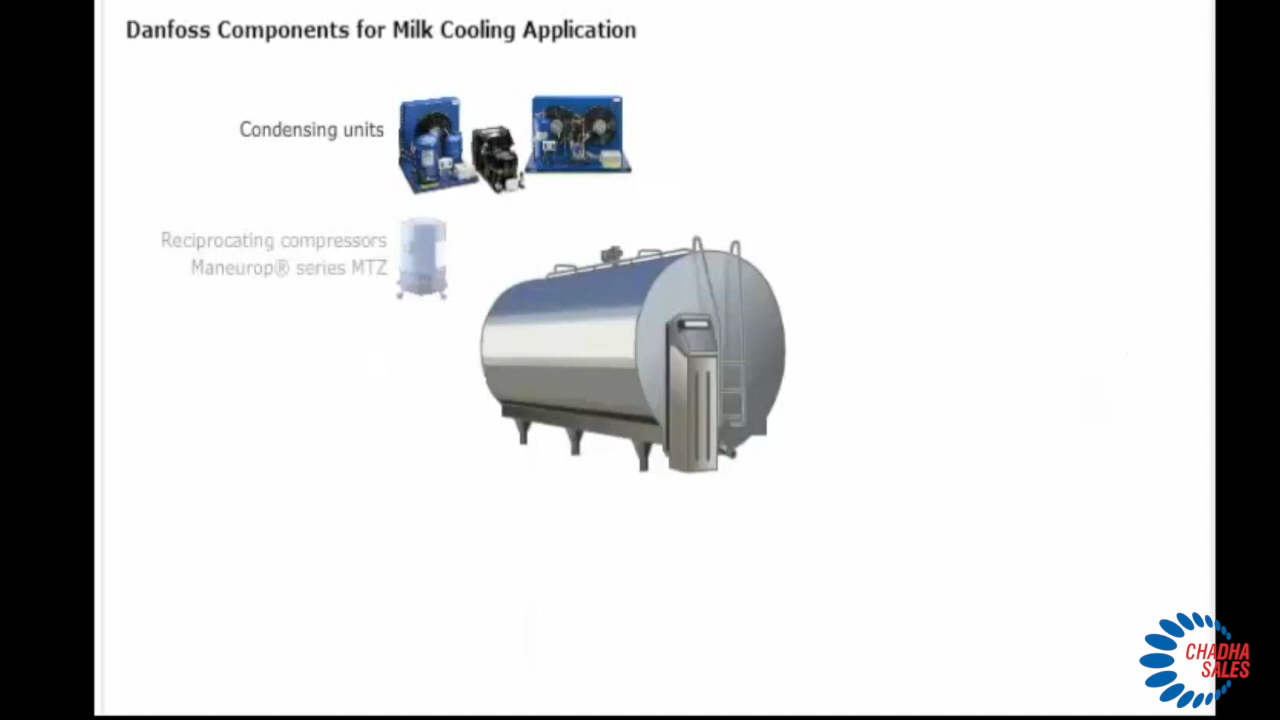 Danfoss Components for Milk Cooling Application
Condensing units
Reciprocating compressors
Maneurop® series MTZ
CHADHA
SALES